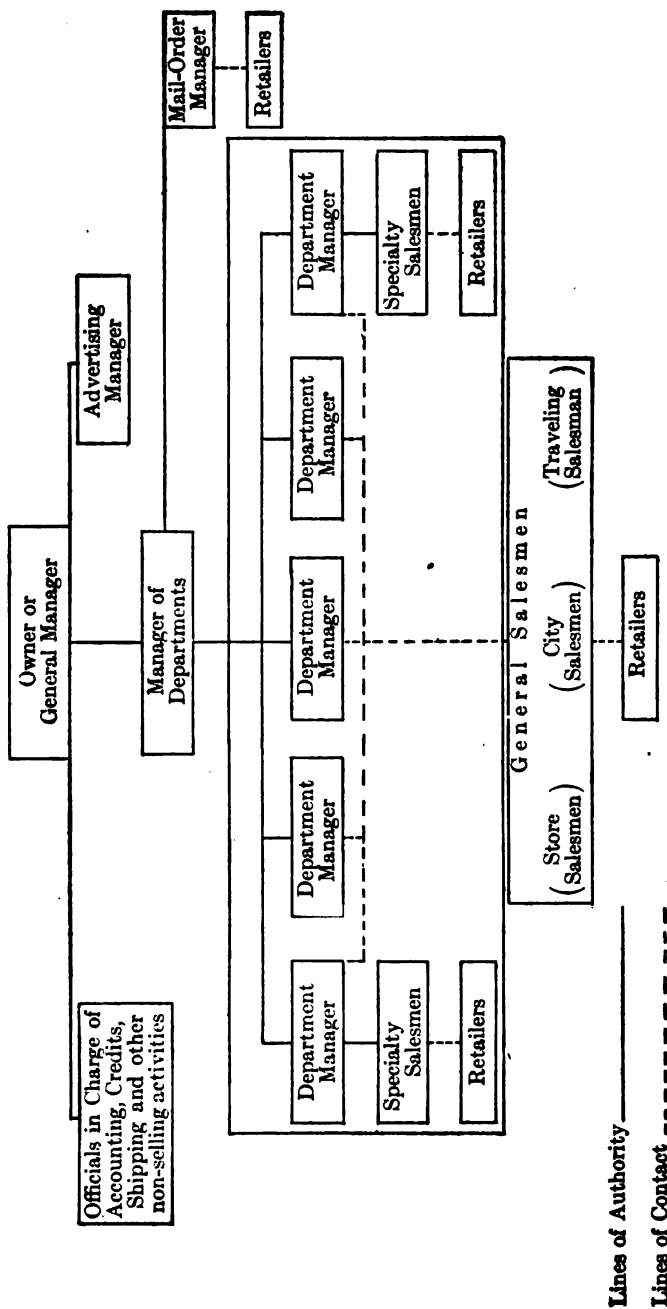 Owner or
General Manager
Officials in Charge of
Accounting, Credits,
Shipping and other
non-selling activities
Advertising
Manager
Manager of
Departments
Mail-Order
Manager
Retailers
Department
Manager
Department
Manager
Department
Manager
Department
Manager
Department
Manager
Specialty
Salesmen
Specialty
Salesmen
Retailers
Retailers
General Salesmen
(Store
Salesmen)
(City
Salesmen)
(Traveling
Salesman)
Retailers
Lines of Authority
Lines of Contact